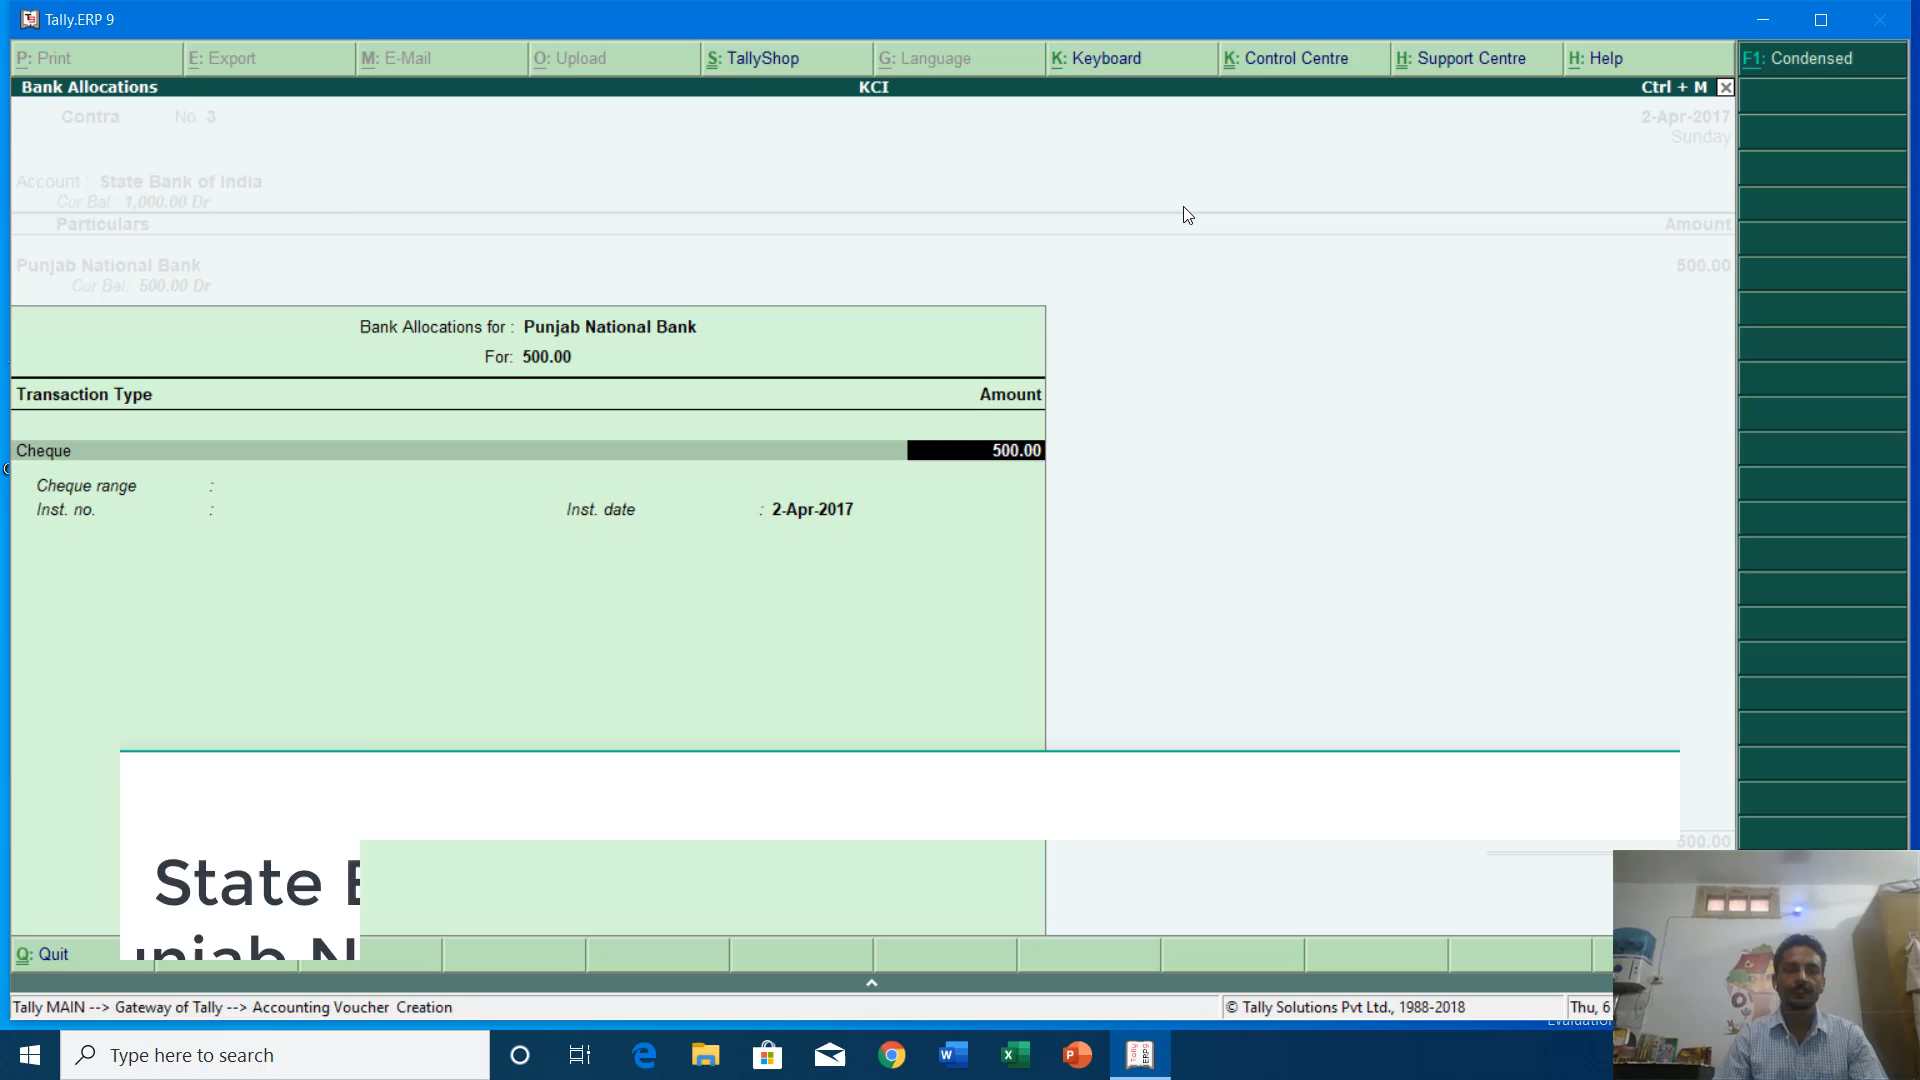 Tally.ERP 9
P: Print E: Export M: E-Mail O: Upload S: TallyShop G: Language K: Keyboard K: Control Centre H: Support Centre H: Help F1: Condensed
Bank Allocations KCI Ctrl + M
Contra No. 3 2-Apr-2017
Sunday
Account : State Bank of India
Cur Bal: 1,000.00 Dr
Particulars Amount
Punjab National Bank 500.00
Cur Bal: 500.00 Dr
Bank Allocations for : Punjab National Bank
For: 500.00
Transaction Type Amount
Cheque 500.00
Cheque range :
Inst. no. : Inst. date : 2-Apr-2017
500.00
State
Q: Quit
Tally MAIN --> Gateway of Tally --> Accounting Voucher Creation © Tally Solutions Pvt Ltd., 1988-2018 Thu, 6
Type here to search